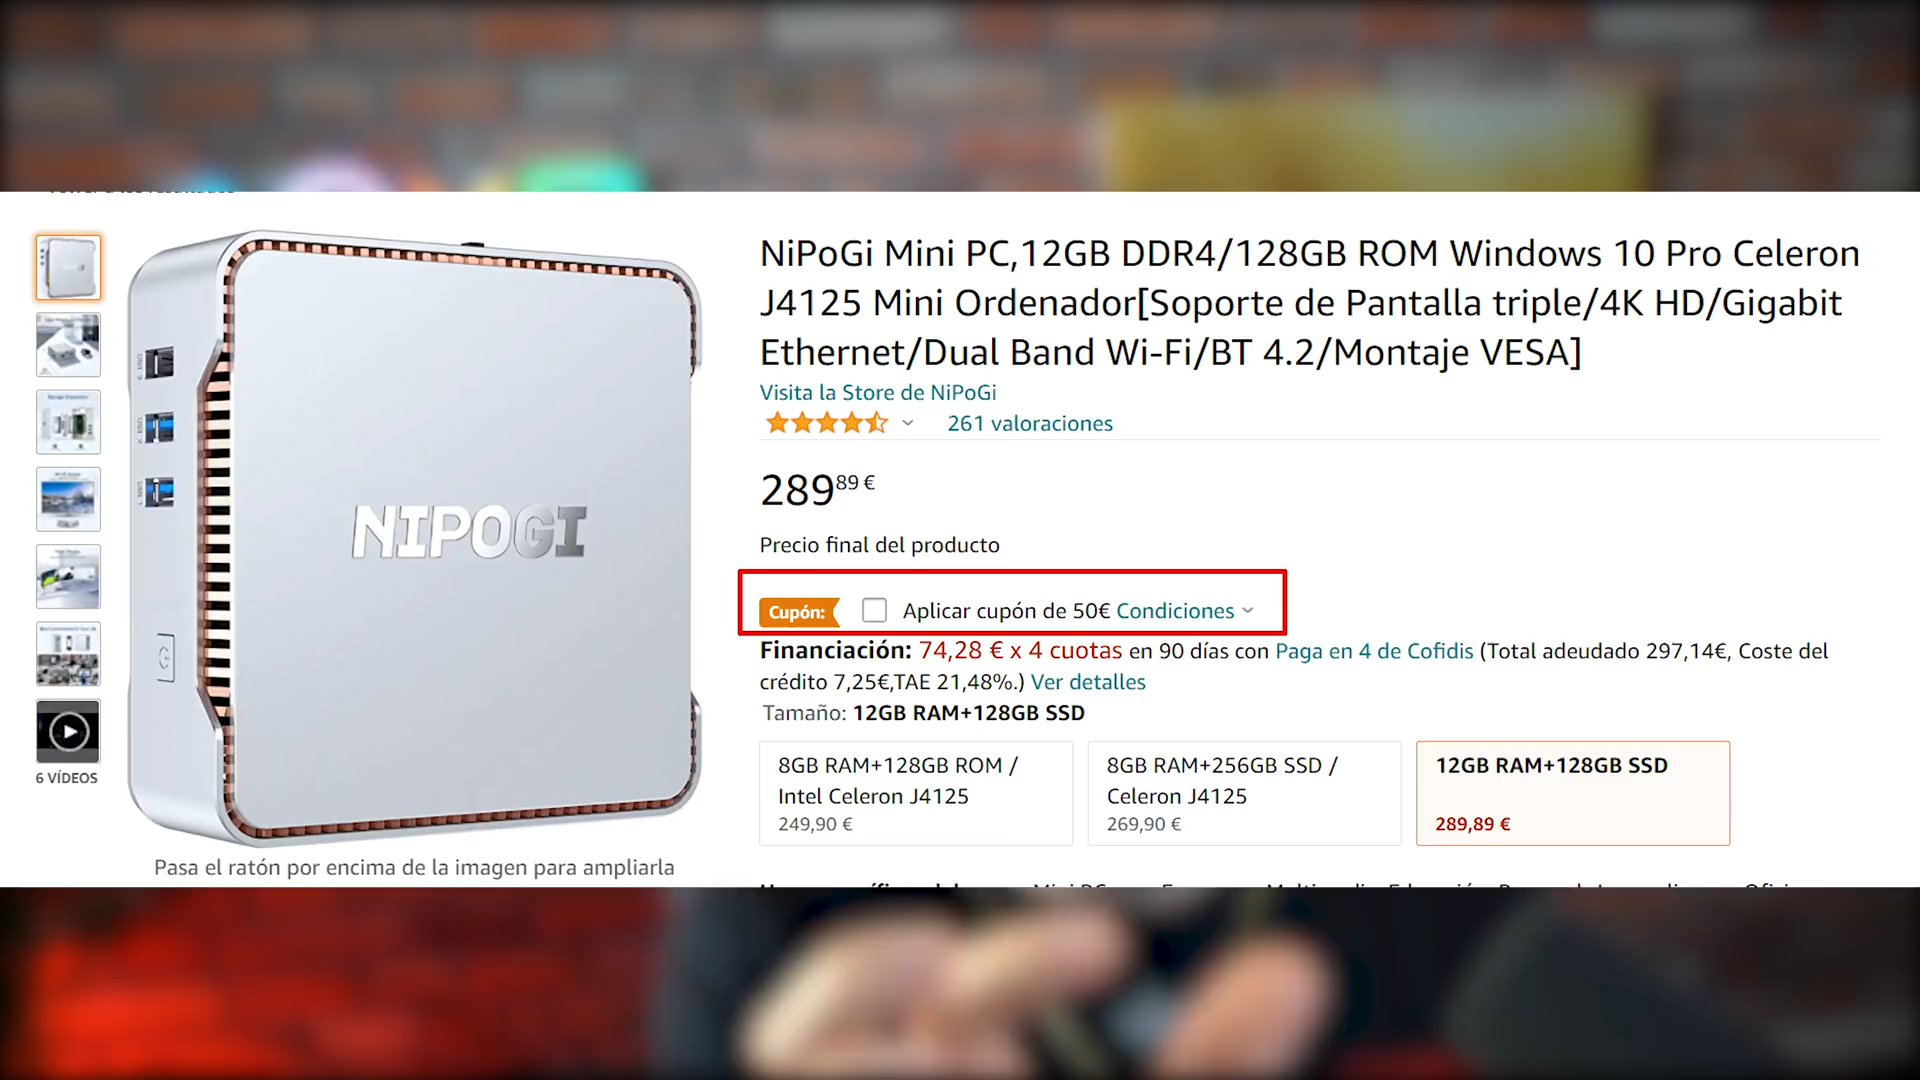 NiPoGi Mini PC,12GB DDR4/128GB ROM Windows 10 Pro Celeron
J4125 Mini Ordenador[Soporte de Pantalla triple/4K HD/Gigabit
Ethernet/Dual Band Wi-Fi/BT 4.2/Montaje VESA]
Visita la Store de NiPoGi
261 valoraciones
289 89 €
Precio final del producto
Cupón: Aplicar cupón de 50€ Condiciones
Financiación: 74,28 € x 4 cuotas en 90 días con Paga en 4 de Cofidis (Total adeudado 297,14€, Coste del
crédito 7,25€,TAE 21,48%.) Ver detalles
Tamaño: 12GB RAM+128GB SSD
8GB RAM+128GB ROM /
Intel Celeron J4125
249,90 €
8GB RAM+256GB SSD /
Celeron J4125
269,90 €
12GB RAM+128GB SSD
289,89 €
NIPOGI
6 VÍDEOS
Pasa el ratón por encima de la imagen para ampliarla